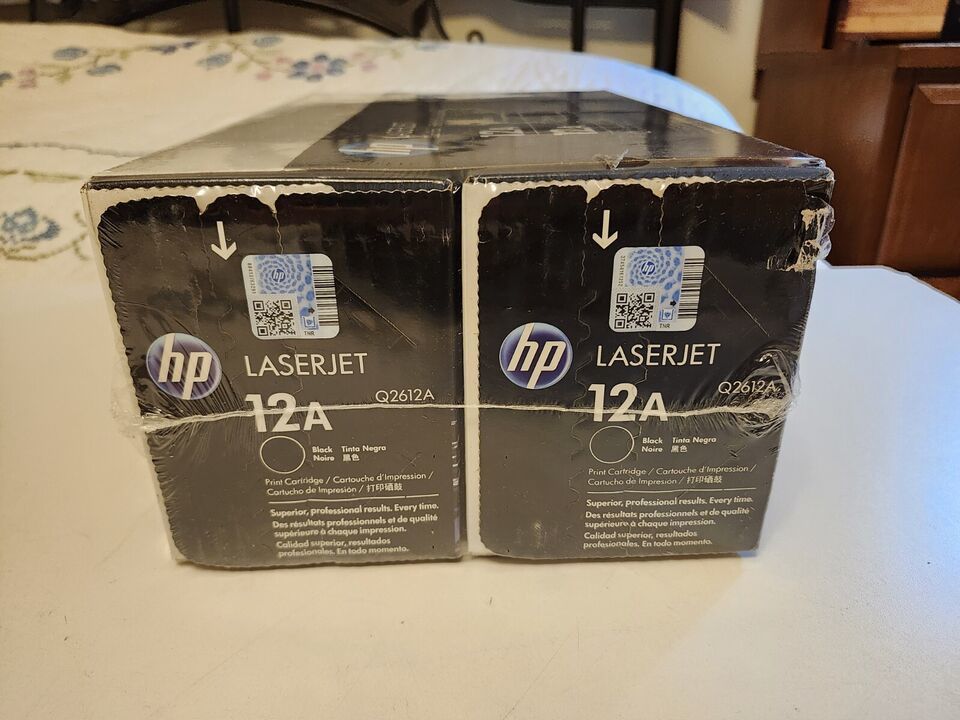 hp
TNR
hp
LASERJET
12A
Q2612A
Black Tinta Negra
Noire 黑色
Print Cartridge / Cartouche d'Impression /
Cartucho de Impresión / 打印硒鼓
Superior, professional results. Every time.
Des résultats professionnels et de qualité
supérieure à chaque impression.
Calidad superior, resultados
profesionales. En todo momento.
hp
TNR
hp
LASERJET
12A
Q2612A
Black Tinta Negra
Noire 黑色
Print Cartridge / Cartouche d'Impression /
Cartucho de Impresión / 打印硒鼓
Superior, professional results. Every time.
Des résultats professionnels et de qualité
supérieure à chaque impression.
Calidad superior, resultados
profesionales. En todo momento.